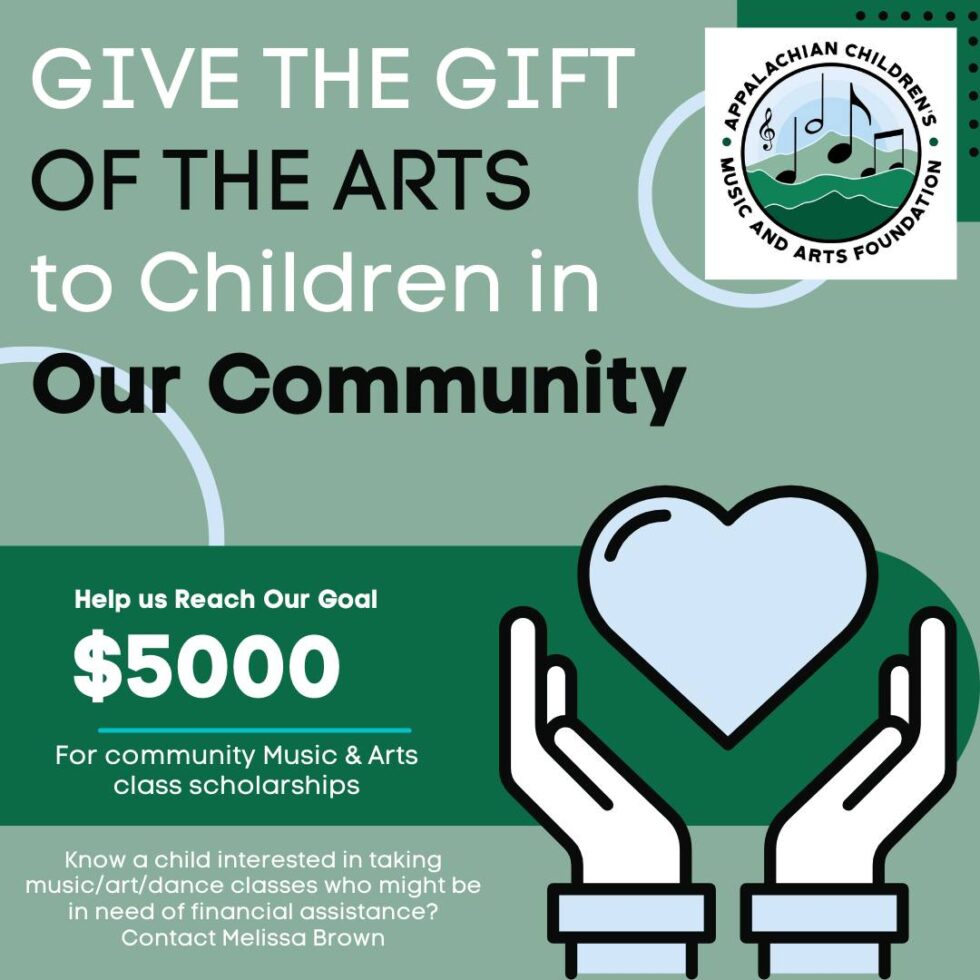 GIVE THE GIFT
OF THE ARTS
to Children in
Our Community
APPALACHIAN CHILDREN'S
MUSIC AND ARTS FOUNDATION
Help us Reach Our Goal
$5000
For community Music & Arts
class scholarships
Know a child interested in taking
music/art/dance classes who might be
in need of financial assistance?
Contact Melissa Brown